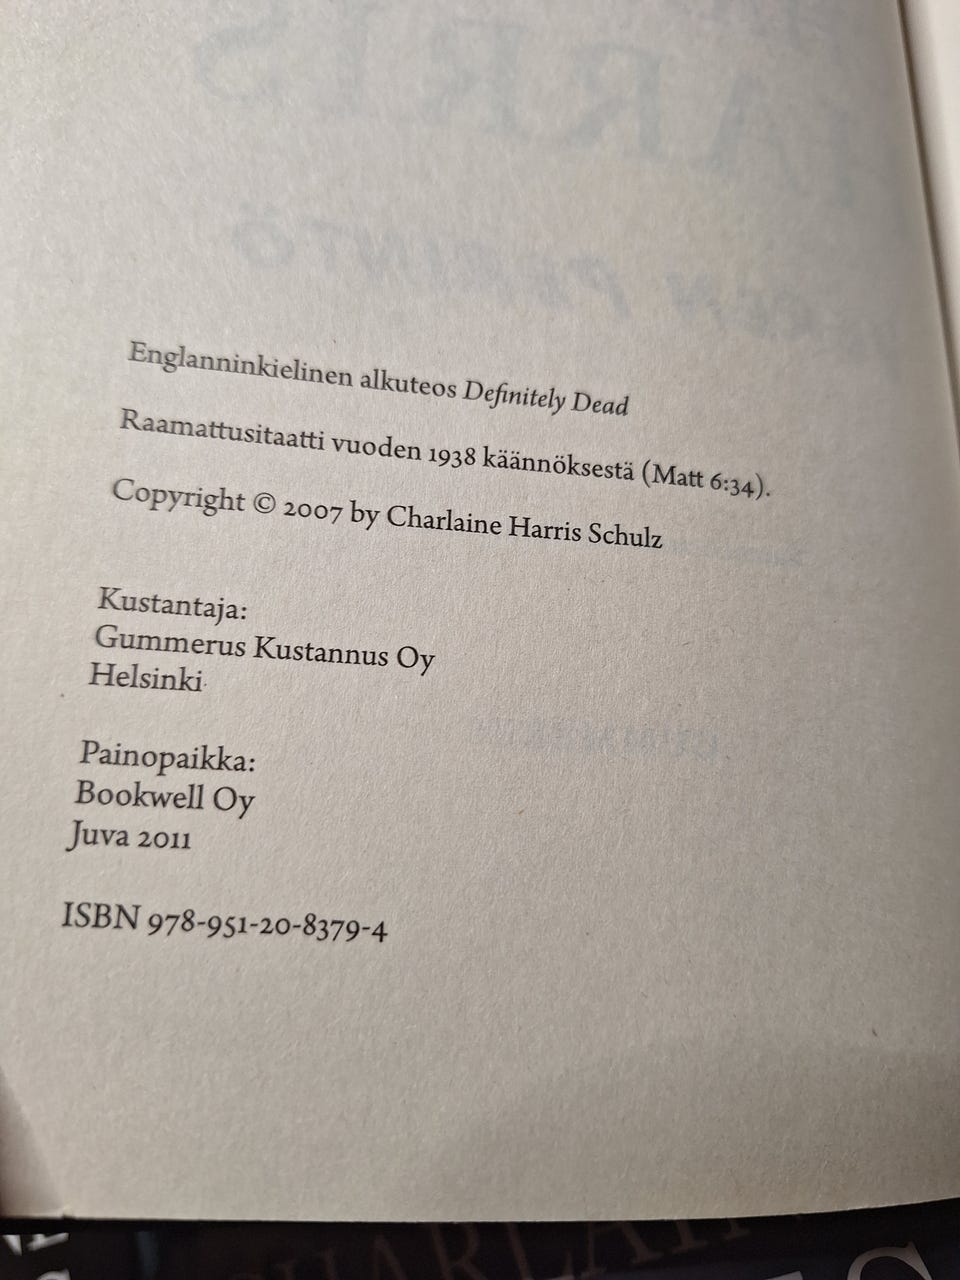 Englanninkielinen alkuteos Definitely Dead
Raamattusitaatti vuoden 1938 käännöksestä (Matt 6:34).
Copyright © 2007 by Charlaine Harris Schulz
Kustantaja:
Gummerus Kustannus Oy
Helsinki
Painopaikka:
Bookwell Oy
Juva 2011
ISBN 978-951-20-8379-4